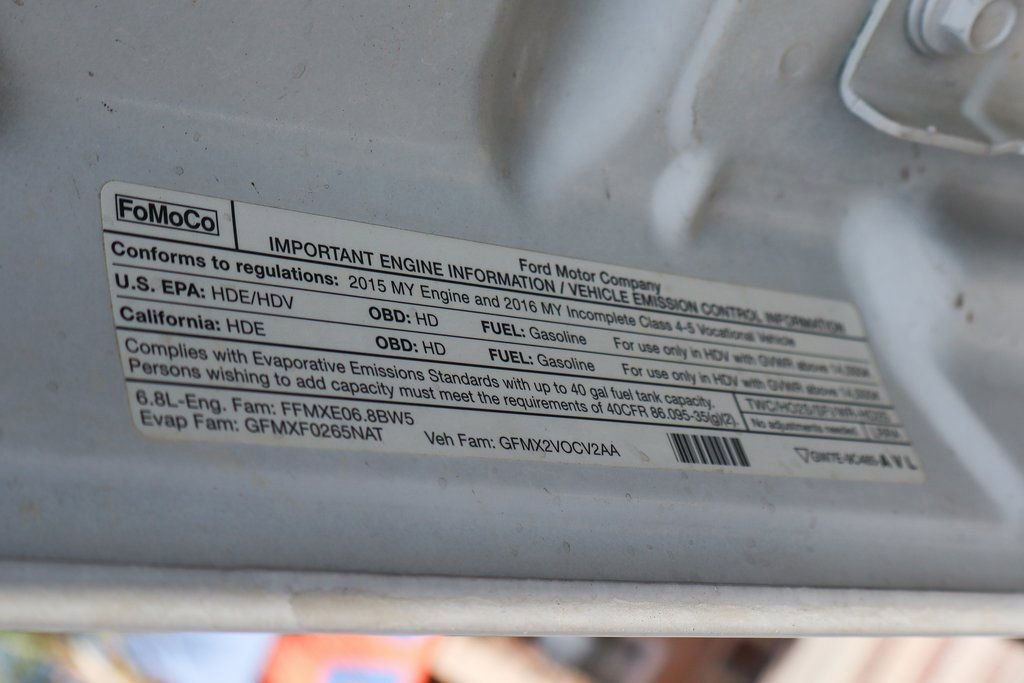 FoMoCo
Ford Motor Company
IMPORTANT ENGINE INFORMATION / VEHICLE EMISSION CONTROL INFORMATION
Conforms to regulations: 2015 MY Engine and 2016 MY Incomplete Class 4-5 Vocational Vehicle
U.S. EPA: HDE/HDV OBD: HD FUEL: Gasoline For use only in HDV with GVWR above 14,000#
California: HDE OBD: HD FUEL: Gasoline For use only in HDV with GVWR above 14,000#
Complies with Evaporative Emissions Standards with up to 40 gal fuel tank capacity.
Persons wishing to add capacity must meet the requirements of 40CFR 86.095-35(g)(2).
No adjustments needed.
6.8L-Eng. Fam: FFMXE06.8BW5
Evap Fam: GFMXF0265NAT Veh Fam: GFMX2VOCV2AA
AVL